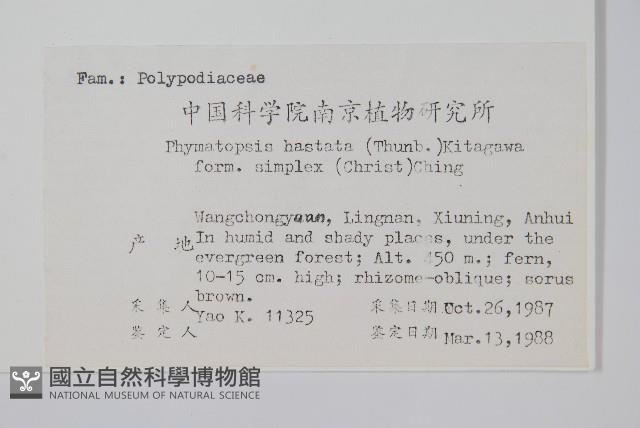 Fam.: Polypodiaceae
中国科学院南京植物研究所
Phymatopsis hastata (Thunb.)Kitagawa
form. simplex (Christ)Ching
Wangchongyuan, Lingnan, Xiuning, Anhui
产 地 In humid and shady places, under the
evergreen forest; Alt. 450 m.; fern,
10-15 cm. high; rhizome-oblique; sorus
brown.
采集人 Yao K. 11325 采集日期 Oct.26,1987
鉴定人 鉴定日期 Mar.13,1988
國立自然科學博物館
NATIONAL MUSEUM OF NATURAL SCIENCE